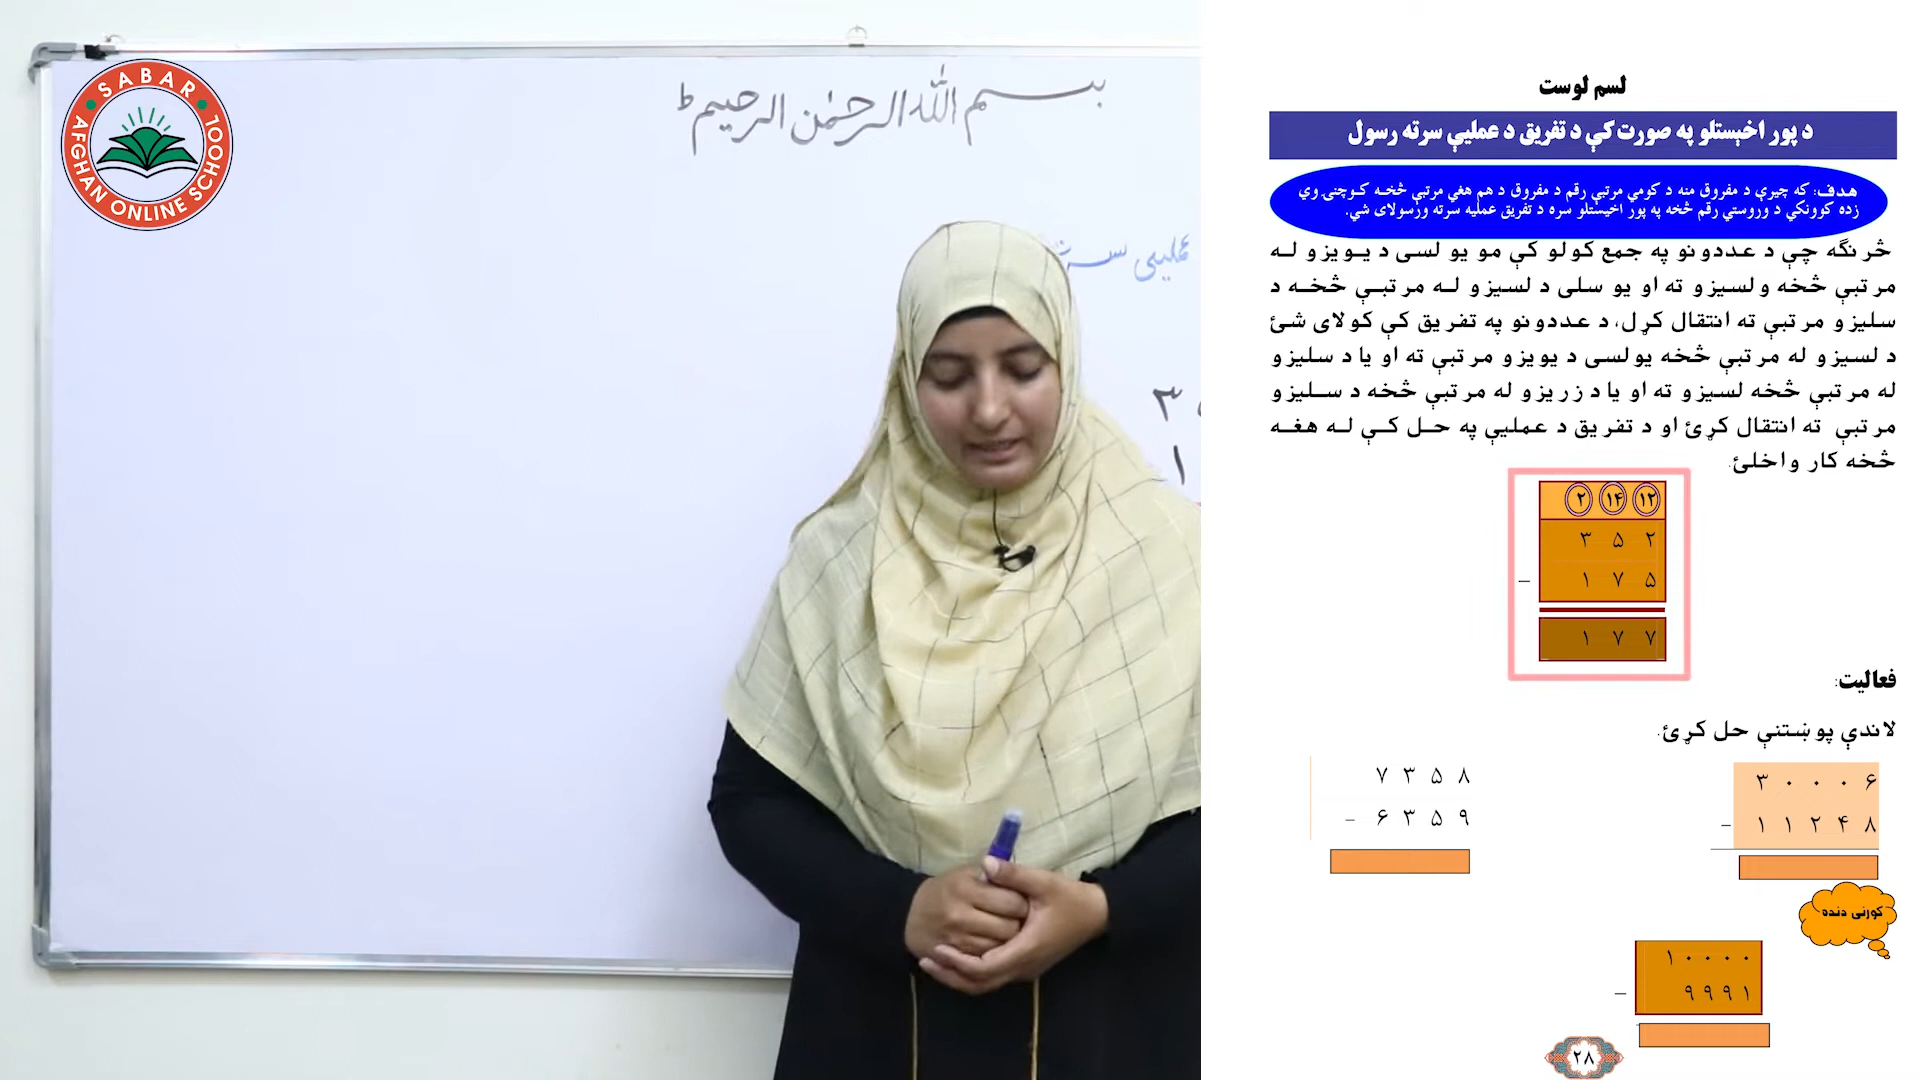 SABAR
AFGHAN ONLINE SCHOOL
بسم الله الرحمٰن الرحیم
عملیې
۳
۱
لسم لوست
د پور اخېستلو په صورت کې د تفریق د عملیې سرته رسول
هدف: که چیرې د مفروق منه د کومې مرتبې رقم د مفروق د هم هغې مرتبې څخه کوچنی وي
زده کوونکي د وروستي رقم څخه په پور اخیستلو سره د تفریق عملیه سرته ورسولای شي.
څرنګه چې د عددونو په جمع کولو کې مو یو لسی د یویزو له
مرتبې څخه ولسیزو ته او یو سلی د لسیزو له مرتبې څخه د
سلیزو مرتبې ته انتقال کړل، د عددونو په تفریق کې کولای شئ
د لسیزو له مرتبې څخه یولسی د یویزو مرتبې ته او یا د سلیزو
له مرتبې څخه لسیزو ته او یا د زریزو له مرتبې څخه د سلیزو
مرتبې ته انتقال کړئ او د تفریق د عملیې په حل کې له هغه
څخه کار واخلئ.
۲ ۱۴ ۱۲
۳ ۵ ۲
− ۱ ۷ ۵
۱ ۷ ۷
فعالیت:
لاندې پوښتنې حل کړئ.
۳ ۰ ۰ ۰ ۶
− ۱ ۱ ۲ ۴ ۸
۷ ۳ ۵ ۸
− ۶ ۳ ۵ ۹
کورنی دنده
۱ ۰ ۰ ۰ ۰
− ۹ ۹ ۹ ۱
۲۸